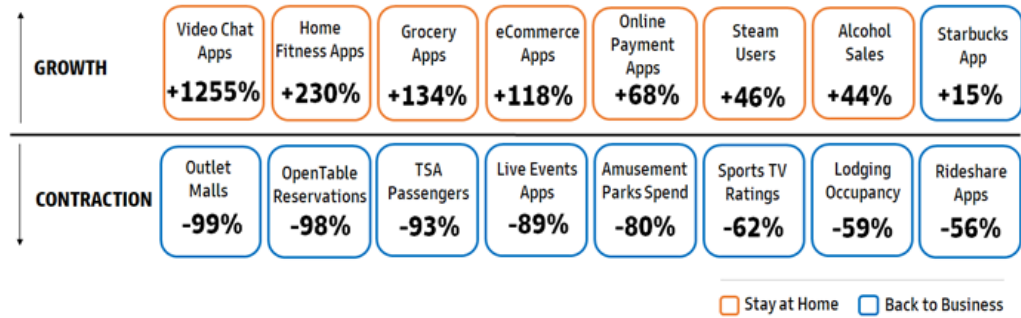 GROWTH
Video Chat
Apps
+1255%
Home
Fitness Apps
+230%
Grocery
Apps
+134%
eCommerce
Apps
+118%
Online
Payment
Apps
+68%
Steam
Users
+46%
Alcohol
Sales
+44%
Starbucks
App
+15%
CONTRACTION
Outlet
Malls
-99%
OpenTable
Reservations
-98%
TSA
Passengers
-93%
Live Events
Apps
-89%
Amusement
Parks Spend
-80%
Sports TV
Ratings
-62%
Lodging
Occupancy
-59%
Rideshare
Apps
-56%
Stay at Home
Back to Business